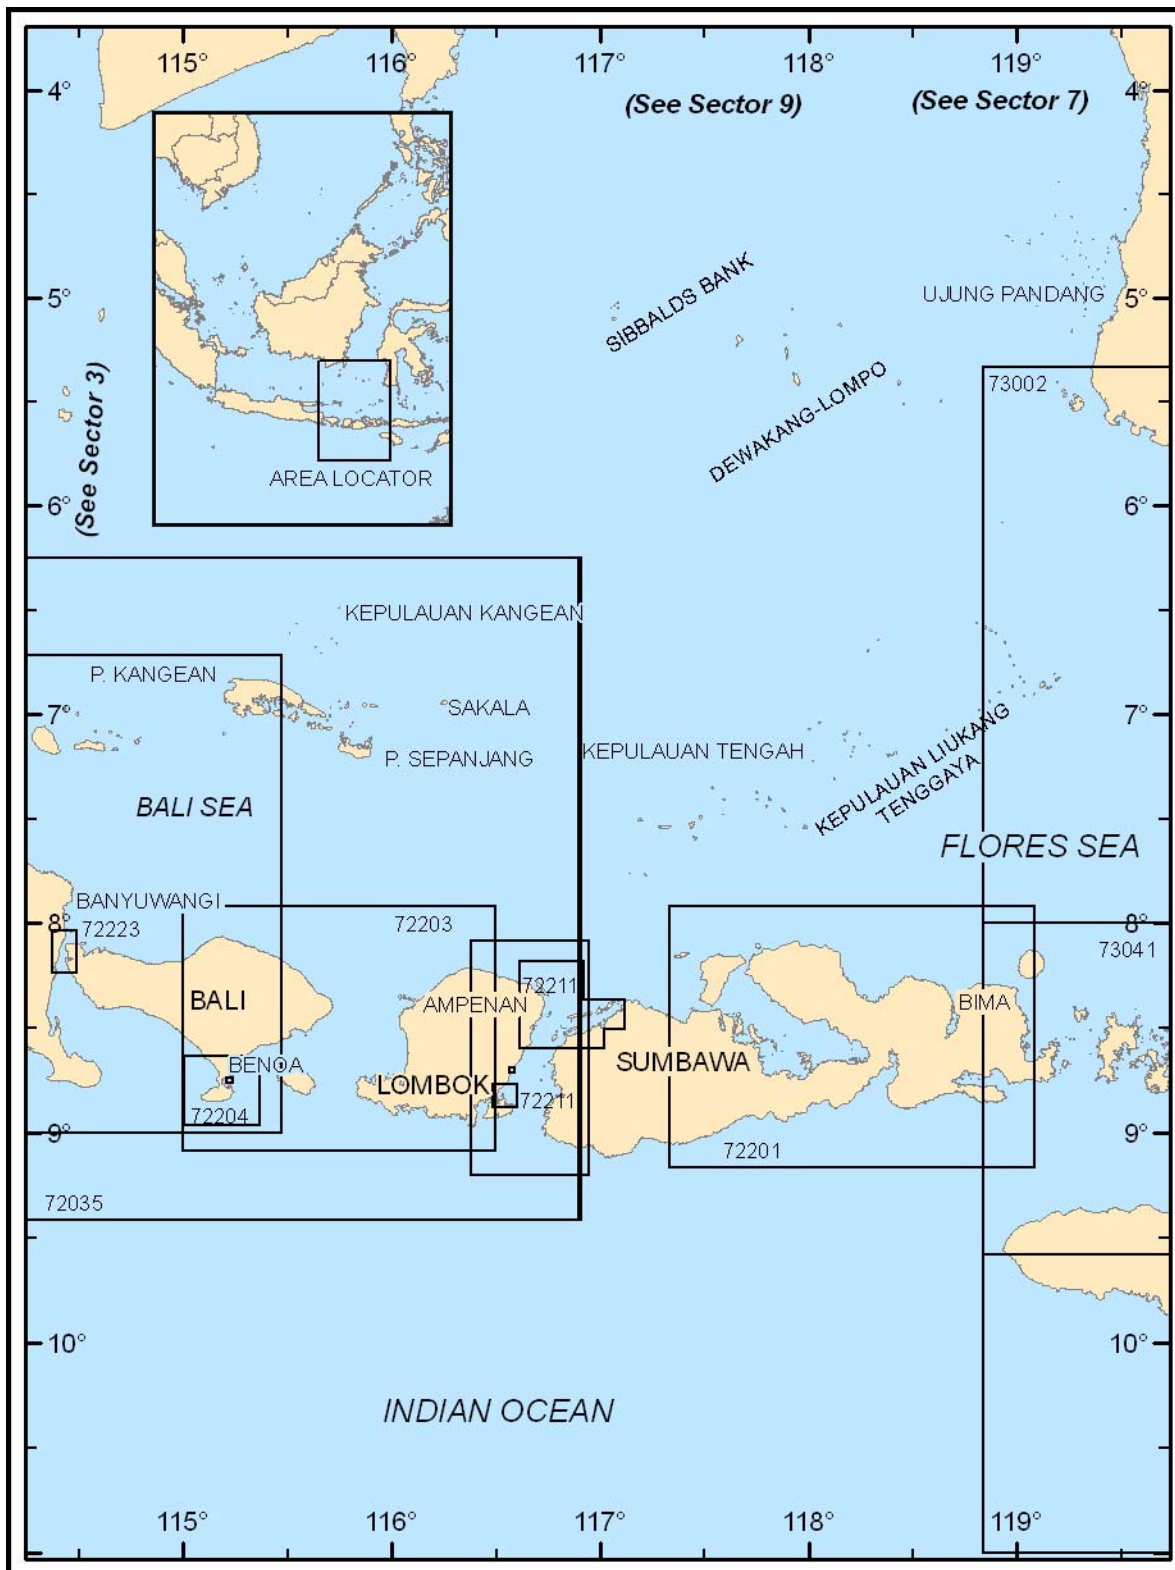 115°
116°
117°
118°
119°
4°
4°
(See Sector 9)
(See Sector 7)
5°
SIBBALDS BANK
UJUNG PANDANG
5°
(See Sector 3)
DEWAKANG-LOMPO
73002
AREA LOCATOR
6°
6°
KEPULAUAN KANGEAN
P. KANGEAN
SAKALA
7°
7°
KEPULAUAN TENGAH
P. SEPANJANG
KEPULAUAN LIUKANG
TENGGAYA
BALI SEA
FLORES SEA
BANYUWANGI
8°
72223
72203
8°
73041
72211
BALI
AMPENAN
BIMA
BENOA
SUMBAWA
LOMBOK
72211
72204
9°
9°
72201
72035
10°
10°
INDIAN OCEAN
115°
116°
117°
118°
119°